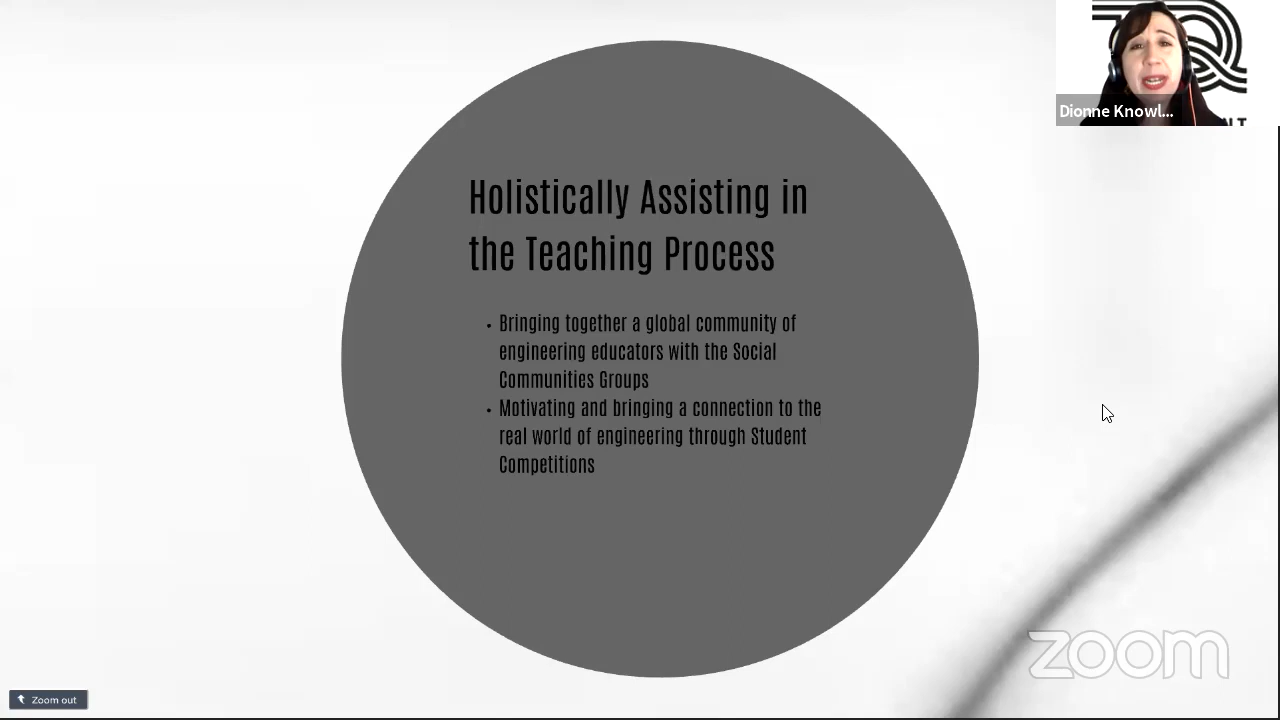 Dionne Knowl...
Holistically Assisting in
the Teaching Process
• Bringing together a global community of
engineering educators with the Social
Communities Groups
• Motivating and bringing a connection to the
real world of engineering through Student
Competitions
zoom
Zoom out